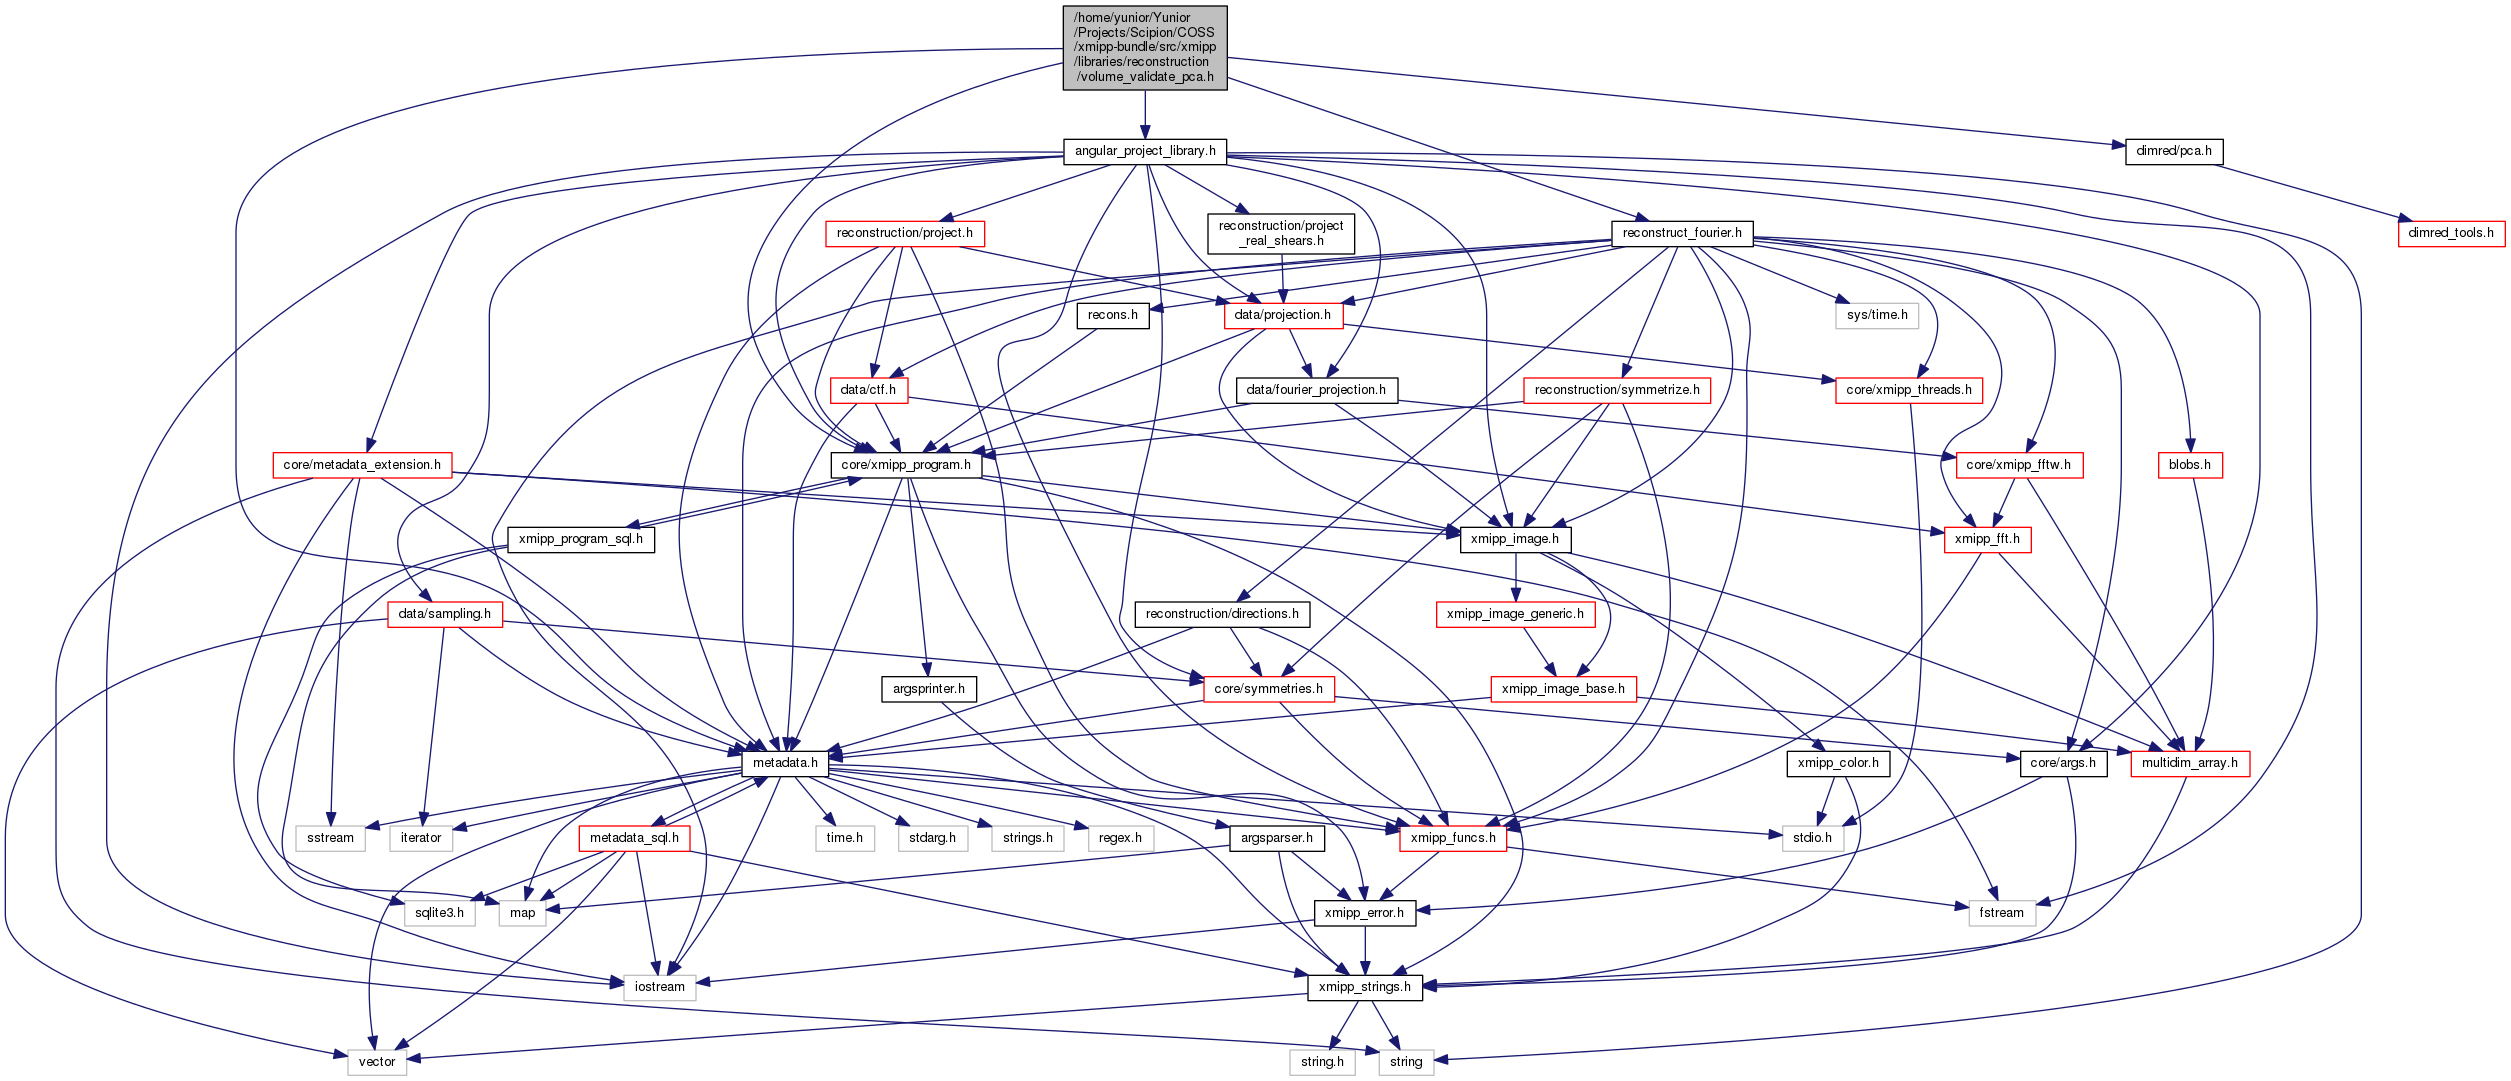 /home/yunior/Yunior
/Projects/Scipion/COSS
/xmipp-bundle/src/xmipp
/libraries/reconstruction
/volume_validate_pca.h
angular_project_library.h
dimred/pca.h
reconstruction/project.h
reconstruction/project
_real_shears.h
reconstruct_fourier.h
dimred_tools.h
recons.h
data/projection.h
sys/time.h
data/ctf.h
data/fourier_projection.h
reconstruction/symmetrize.h
core/xmipp_threads.h
core/metadata_extension.h
core/xmipp_program.h
core/xmipp_fftw.h
blobs.h
xmipp_program_sql.h
xmipp_image.h
xmipp_fft.h
data/sampling.h
reconstruction/directions.h
xmipp_image_generic.h
argsprinter.h
core/symmetries.h
xmipp_image_base.h
metadata.h
xmipp_color.h
core/args.h
multidim_array.h
sstream
iterator
metadata_sql.h
time.h
stdarg.h
strings.h
regex.h
argsparser.h
xmipp_funcs.h
stdio.h
sqlite3.h
map
xmipp_error.h
fstream
iostream
xmipp_strings.h
vector
string.h
string